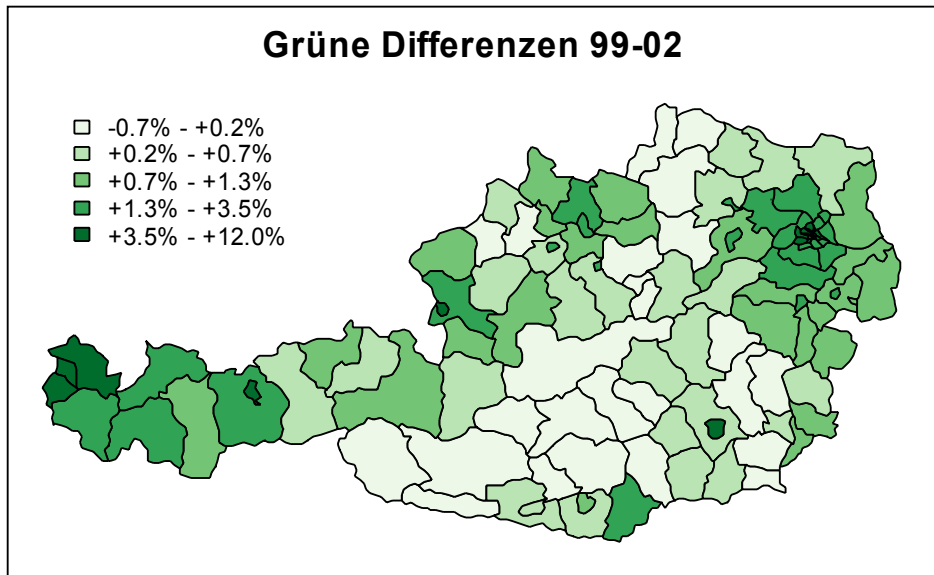 Grüne Differenzen 99-02
-0.7% - +0.2%
+0.2% - +0.7%
+0.7% - +1.3%
+1.3% - +3.5%
+3.5% - +12.0%